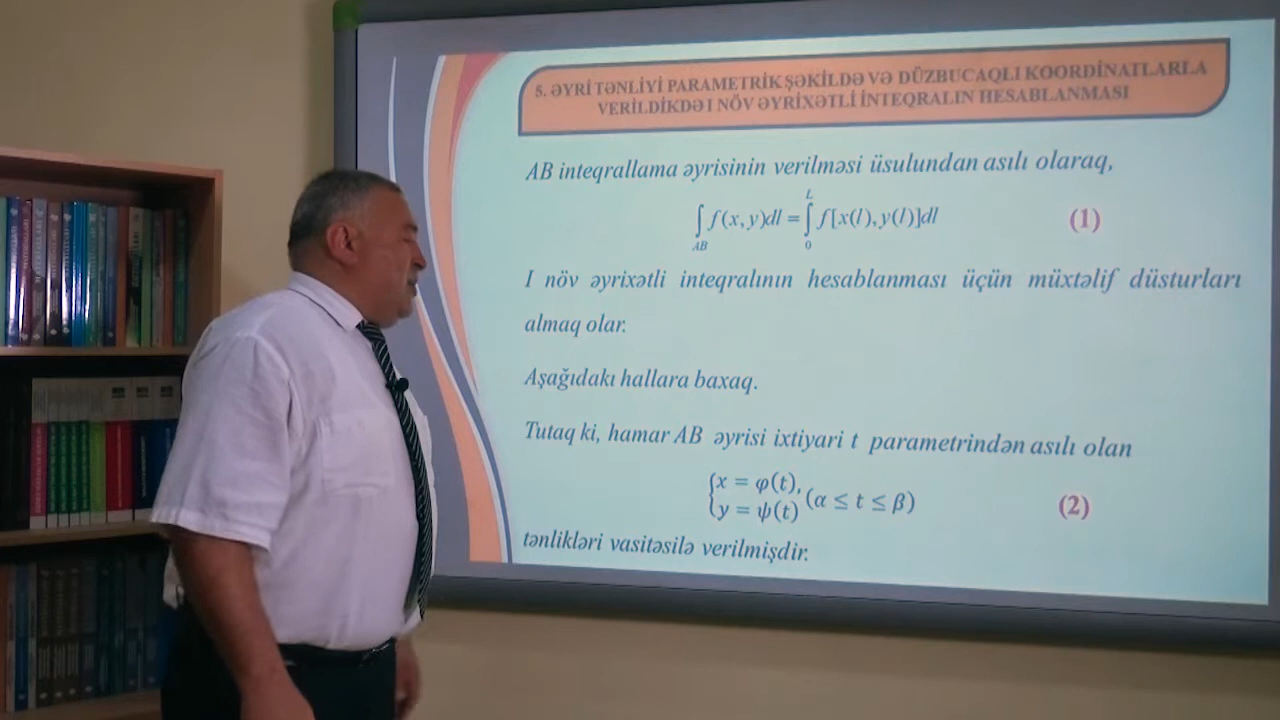 5. ƏYRİ TƏNLİYİ PARAMETRİK ŞƏKİLDƏ VƏ DÜZBUCAQLI KOORDİNATLARLA
VERİLDİKDƏ I NÖV ƏYRİXƏTLİ İNTEQRALIN HESABLANMASI
AB inteqrallama əyrisinin verilməsi üsulundan asılı olaraq,
∫_{AB} f(x,y)dl = ∫_0^L f[x(l),y(l)]dl (1)
I növ əyrixətli inteqralının hesablanması üçün müxtəlif düsturları
almaq olar.
Aşağıdakı hallara baxaq.
Tutaq ki, hamar AB əyrisi ixtiyari t parametrindən asılı olan
{x = φ(t),
y = ψ(t) (α ≤ t ≤ β) (2)
tənlikləri vasitəsilə verilmişdir.